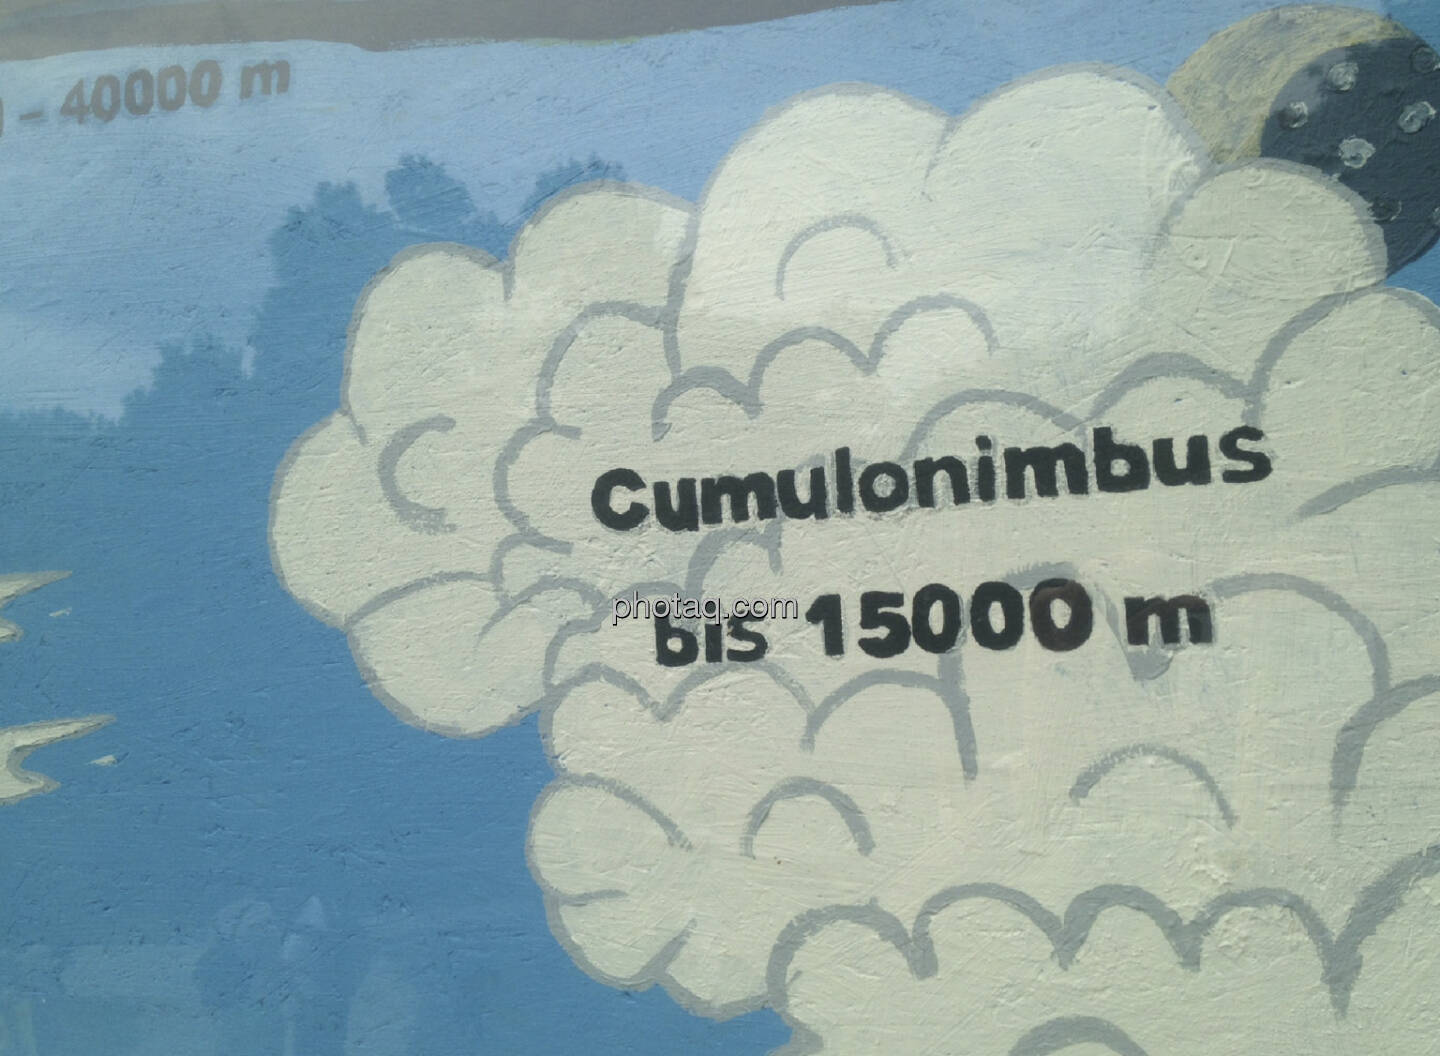 - 40000 m
Cumulonimbus
photaq.com
bis 15000 m